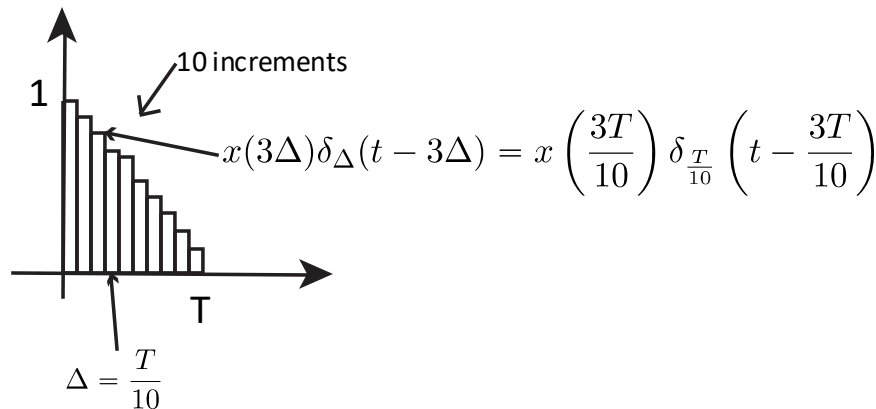 10 increments
1
x(3Δ)δ_Δ(t − 3Δ) = x(3T/10) δ_{T/10}(t − 3T/10)
T
Δ = T/10